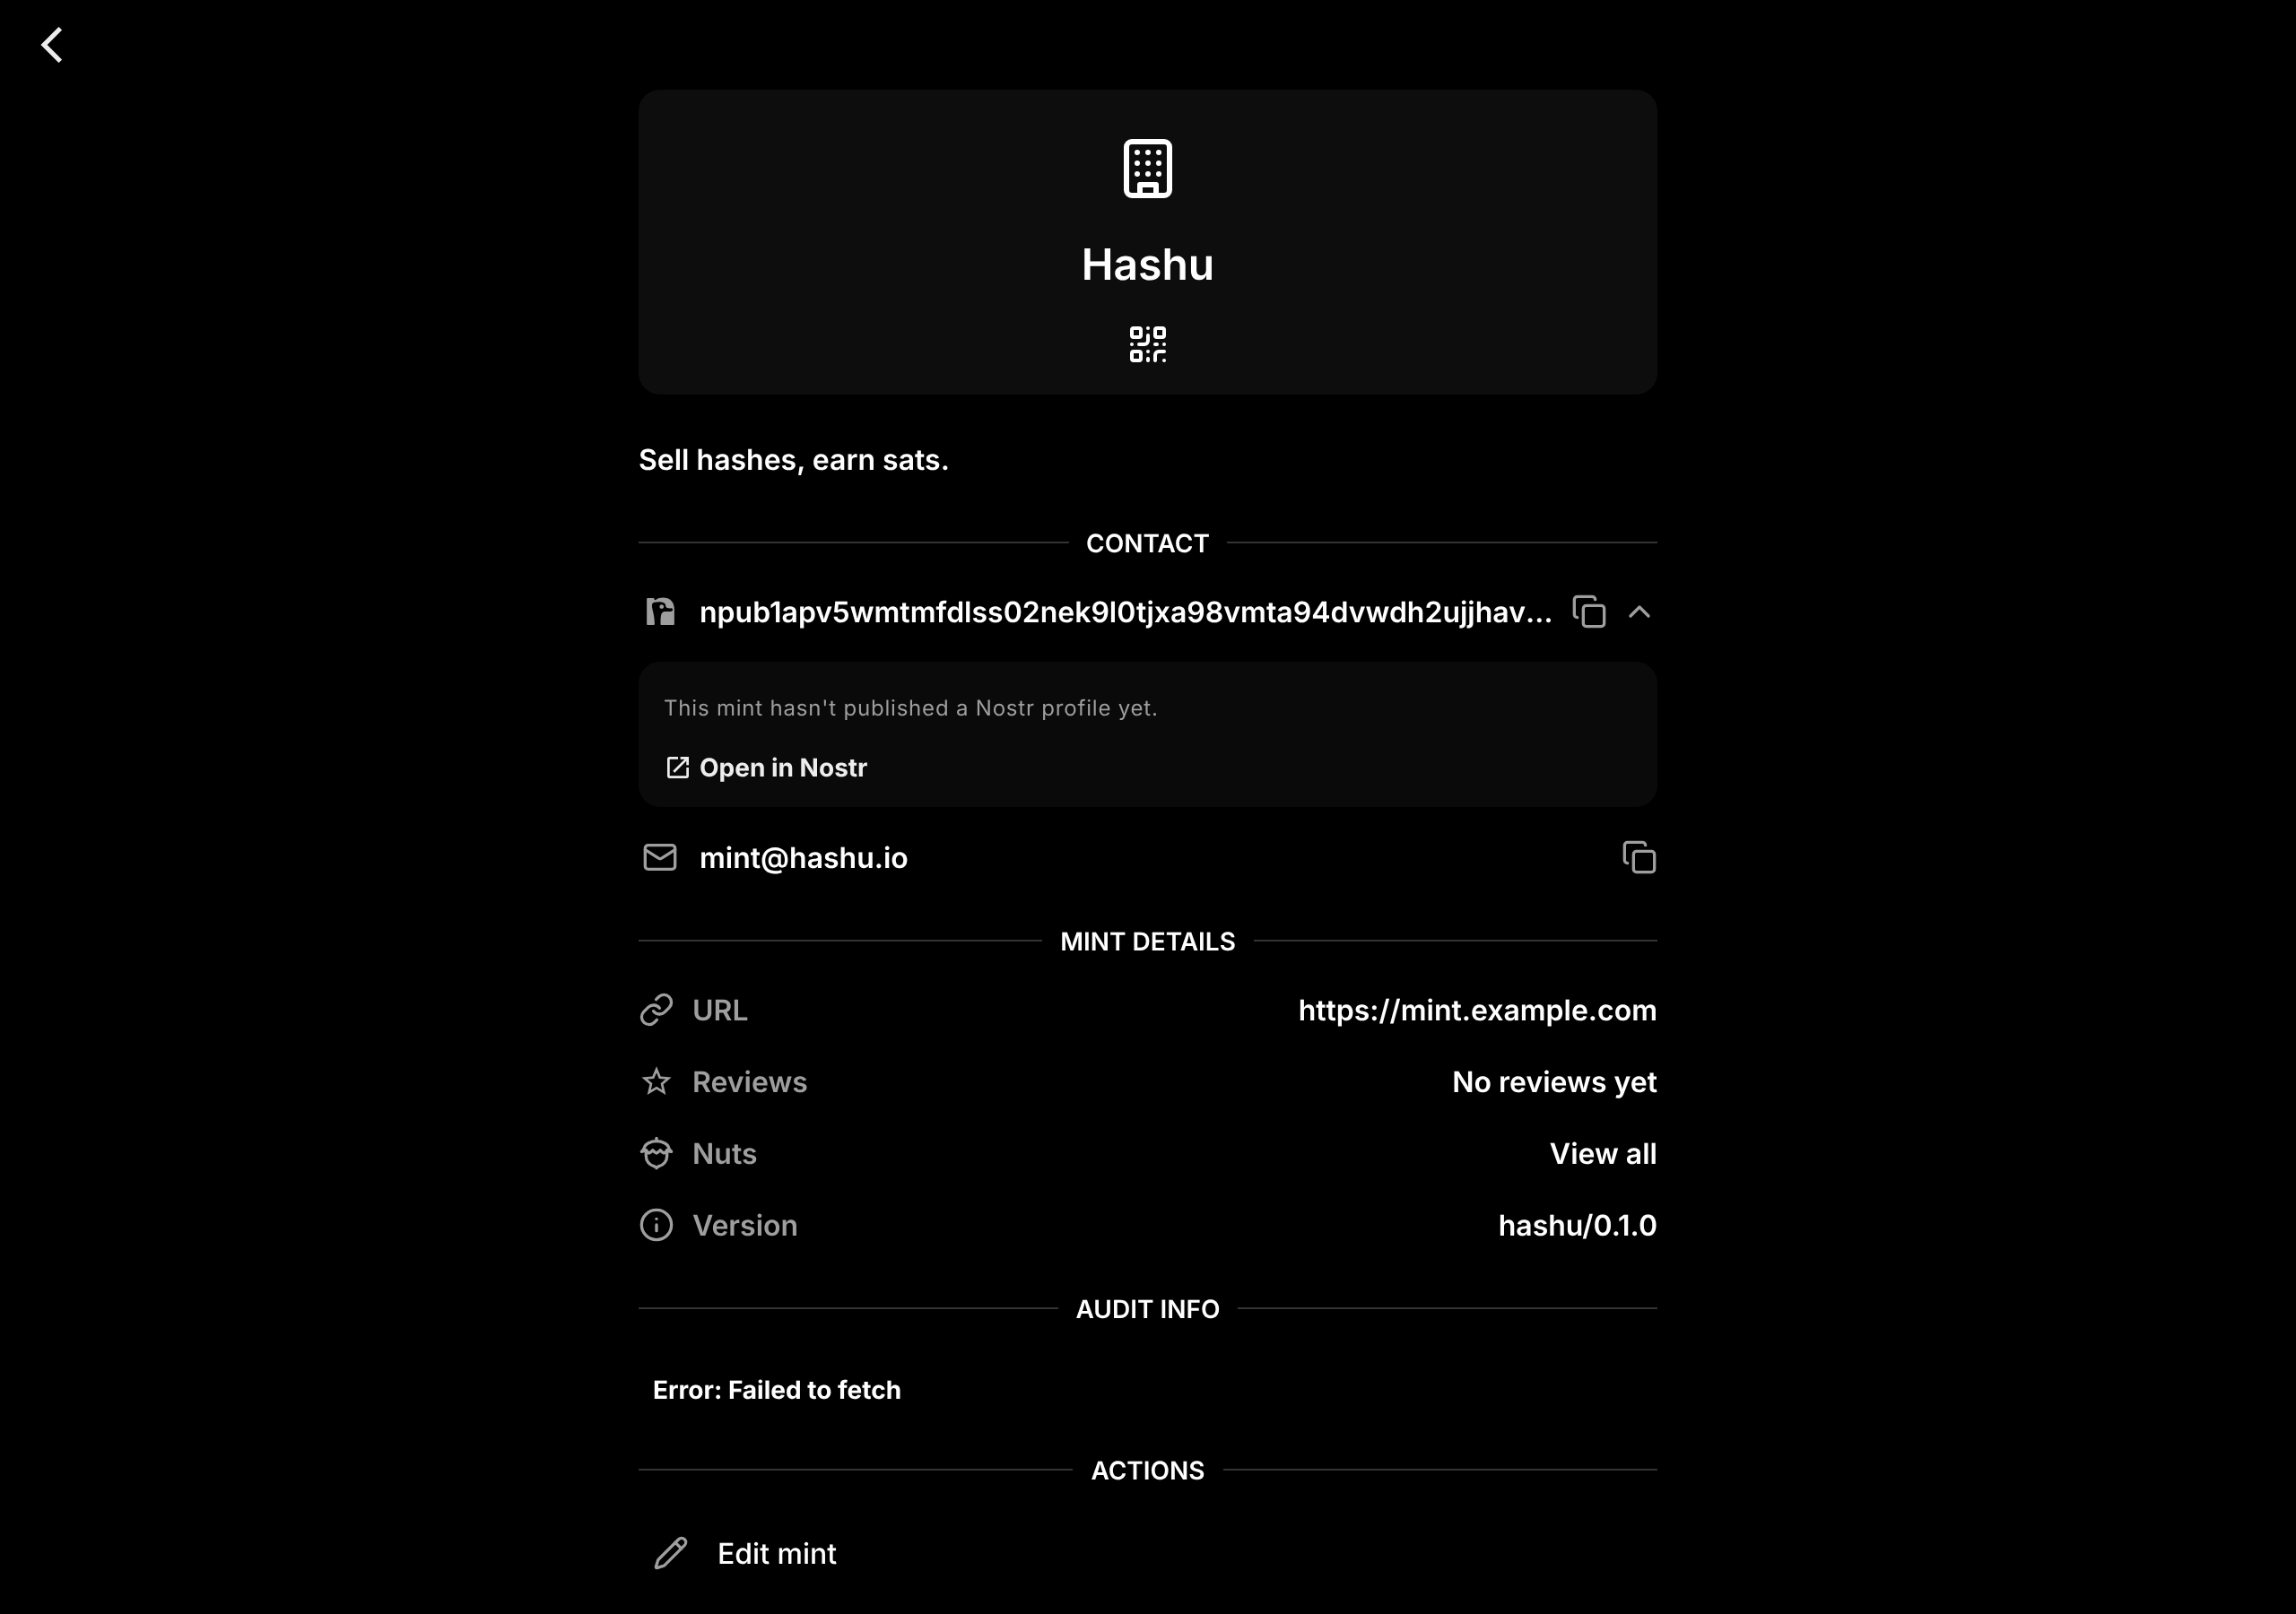 Hashu
Sell hashes, earn sats.
CONTACT
npub1apv5wmtmfdlss02nek9l0tjxa98vmta94dvwdh2ujjhav...
This mint hasn't published a Nostr profile yet.
Open in Nostr
mint@hashu.io
MINT DETAILS
URL https://mint.example.com
Reviews No reviews yet
Nuts View all
Version hashu/0.1.0
AUDIT INFO
Error: Failed to fetch
ACTIONS
Edit mint